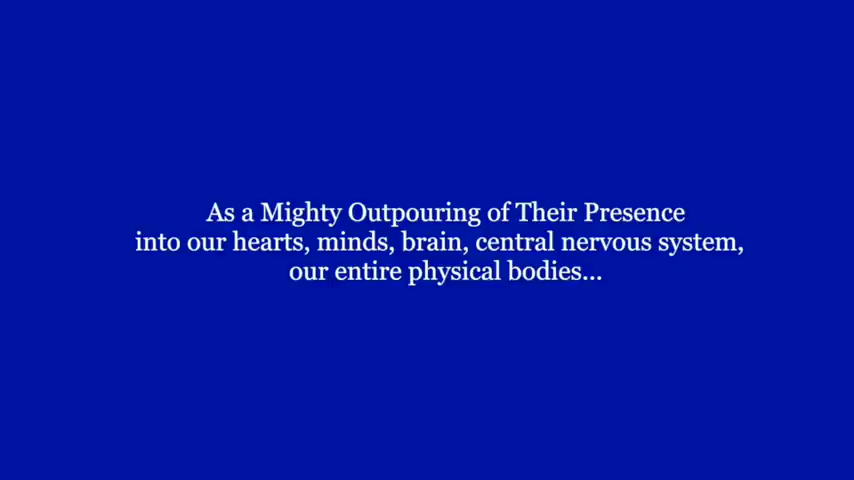 As a Mighty Outpouring of Their Presence
into our hearts, minds, brain, central nervous system,
our entire physical bodies...